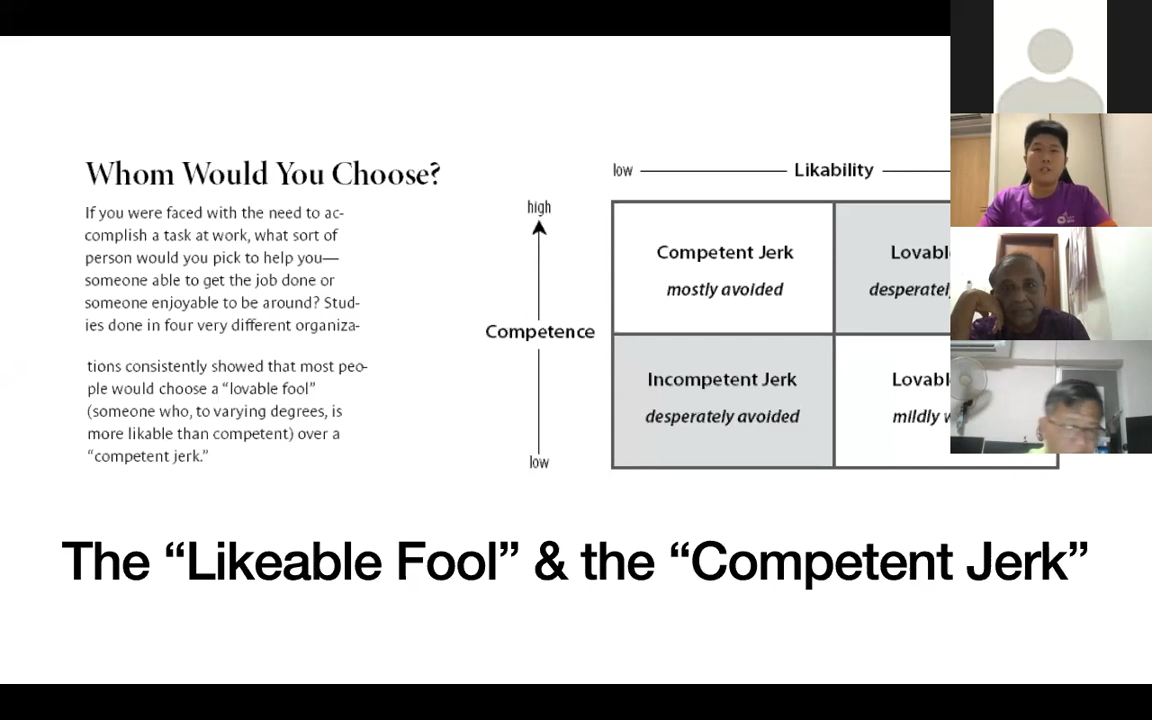 Whom Would You Choose?
If you were faced with the need to ac-
complish a task at work, what sort of
person would you pick to help you—
someone able to get the job done or
someone enjoyable to be around? Stud-
ies done in four very different organiza-
tions consistently showed that most peo-
ple would choose a “lovable fool”
(someone who, to varying degrees, is
more likable than competent) over a
“competent jerk.”
low
Likability
high
Competence
low
Competent Jerk
mostly avoided
Incompetent Jerk
desperately avoided
mildly
The “Likeable Fool” & the “Competent Jerk”